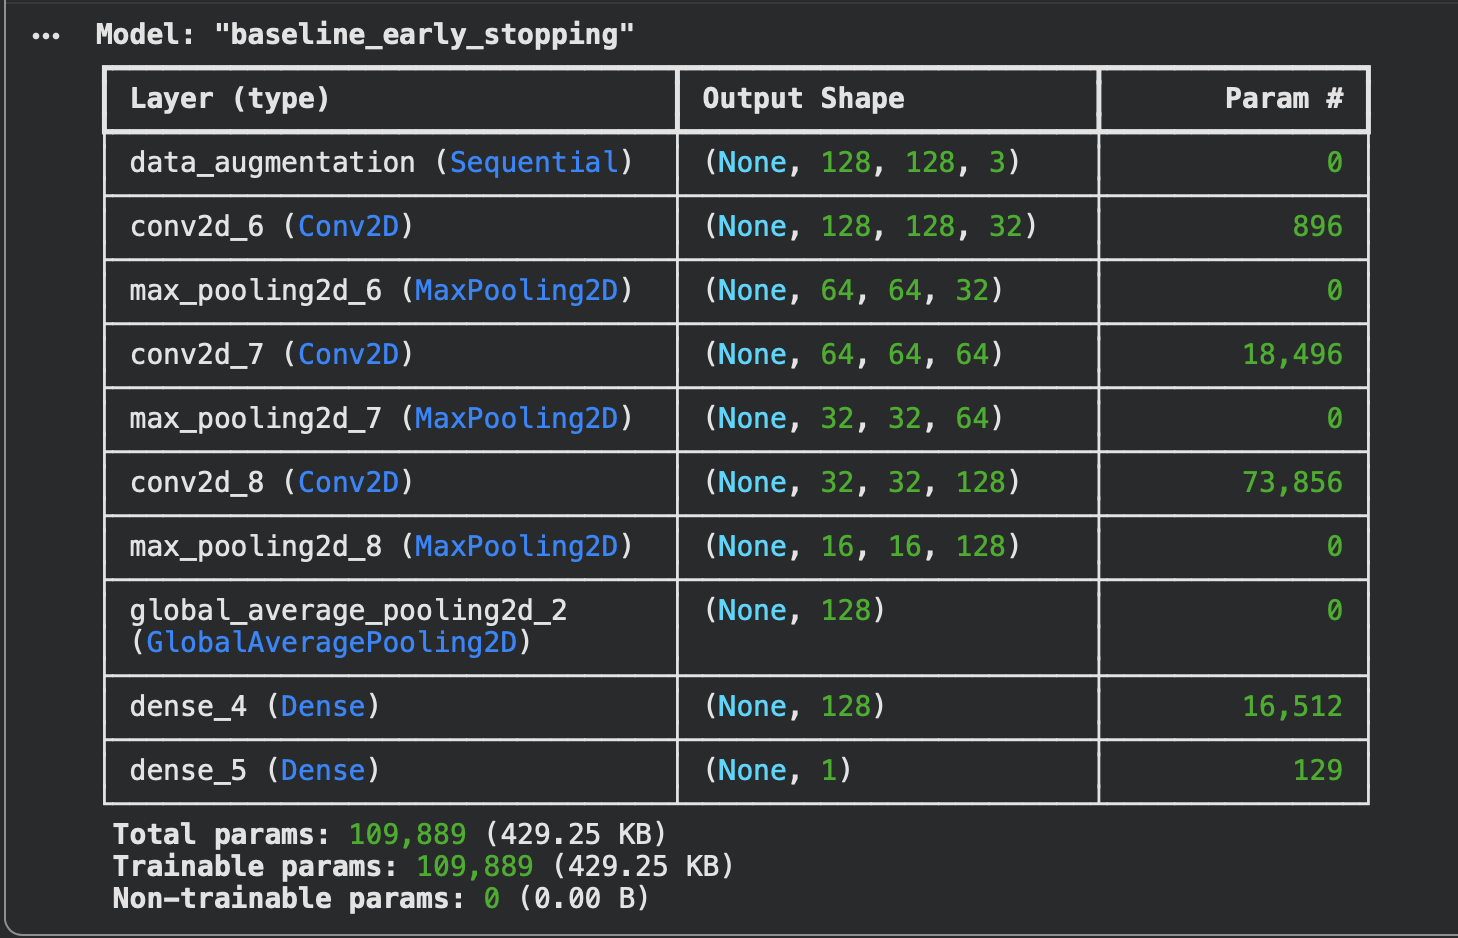 Model: "baseline_early_stopping"
Layer (type) Output Shape Param #
data_augmentation (Sequential) (None, 128, 128, 3) 0
conv2d_6 (Conv2D) (None, 128, 128, 32) 896
max_pooling2d_6 (MaxPooling2D) (None, 64, 64, 32) 0
conv2d_7 (Conv2D) (None, 64, 64, 64) 18,496
max_pooling2d_7 (MaxPooling2D) (None, 32, 32, 64) 0
conv2d_8 (Conv2D) (None, 32, 32, 128) 73,856
max_pooling2d_8 (MaxPooling2D) (None, 16, 16, 128) 0
global_average_pooling2d_2 (None, 128) 0
(GlobalAveragePooling2D)
dense_4 (Dense) (None, 128) 16,512
dense_5 (Dense) (None, 1) 129
Total params: 109,889 (429.25 KB)
Trainable params: 109,889 (429.25 KB)
Non-trainable params: 0 (0.00 B)